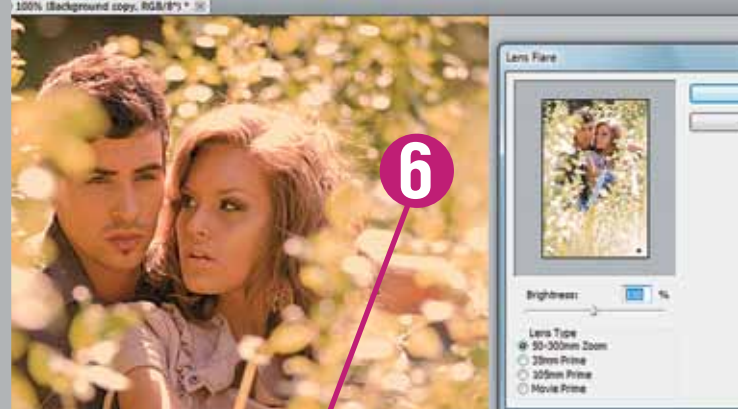 100% (Background copy, RGB/8*) *
Lens Flare
6
Brightness: %
Lens Type
50-300mm Zoom
35mm Prime
105mm Prime
Movie Prime